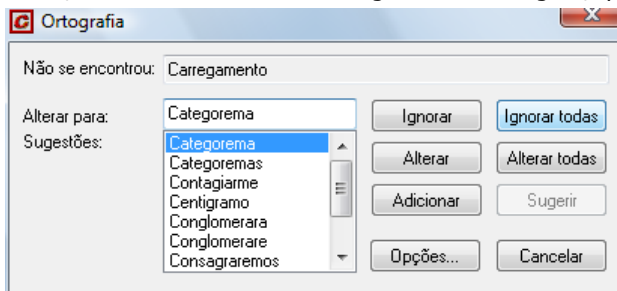 Ortografia
Não se encontrou: Carregamento
Alterar para: Categorema Ignorar Ignorar todas
Sugestões: Categorema
Categoremas Alterar Alterar todas
Contagiarme
Centigramo Adicionar Sugerir
Conglomerara
Conglomerare
Consagraremos Opções... Cancelar